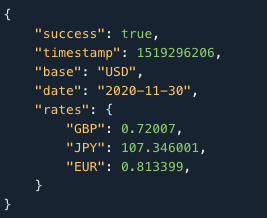 {
    "success": true,
    "timestamp": 1519296206,
    "base": "USD",
    "date": "2020-11-30",
    "rates": {
        "GBP": 0.72007,
        "JPY": 107.346001,
        "EUR": 0.813399,
    }
}